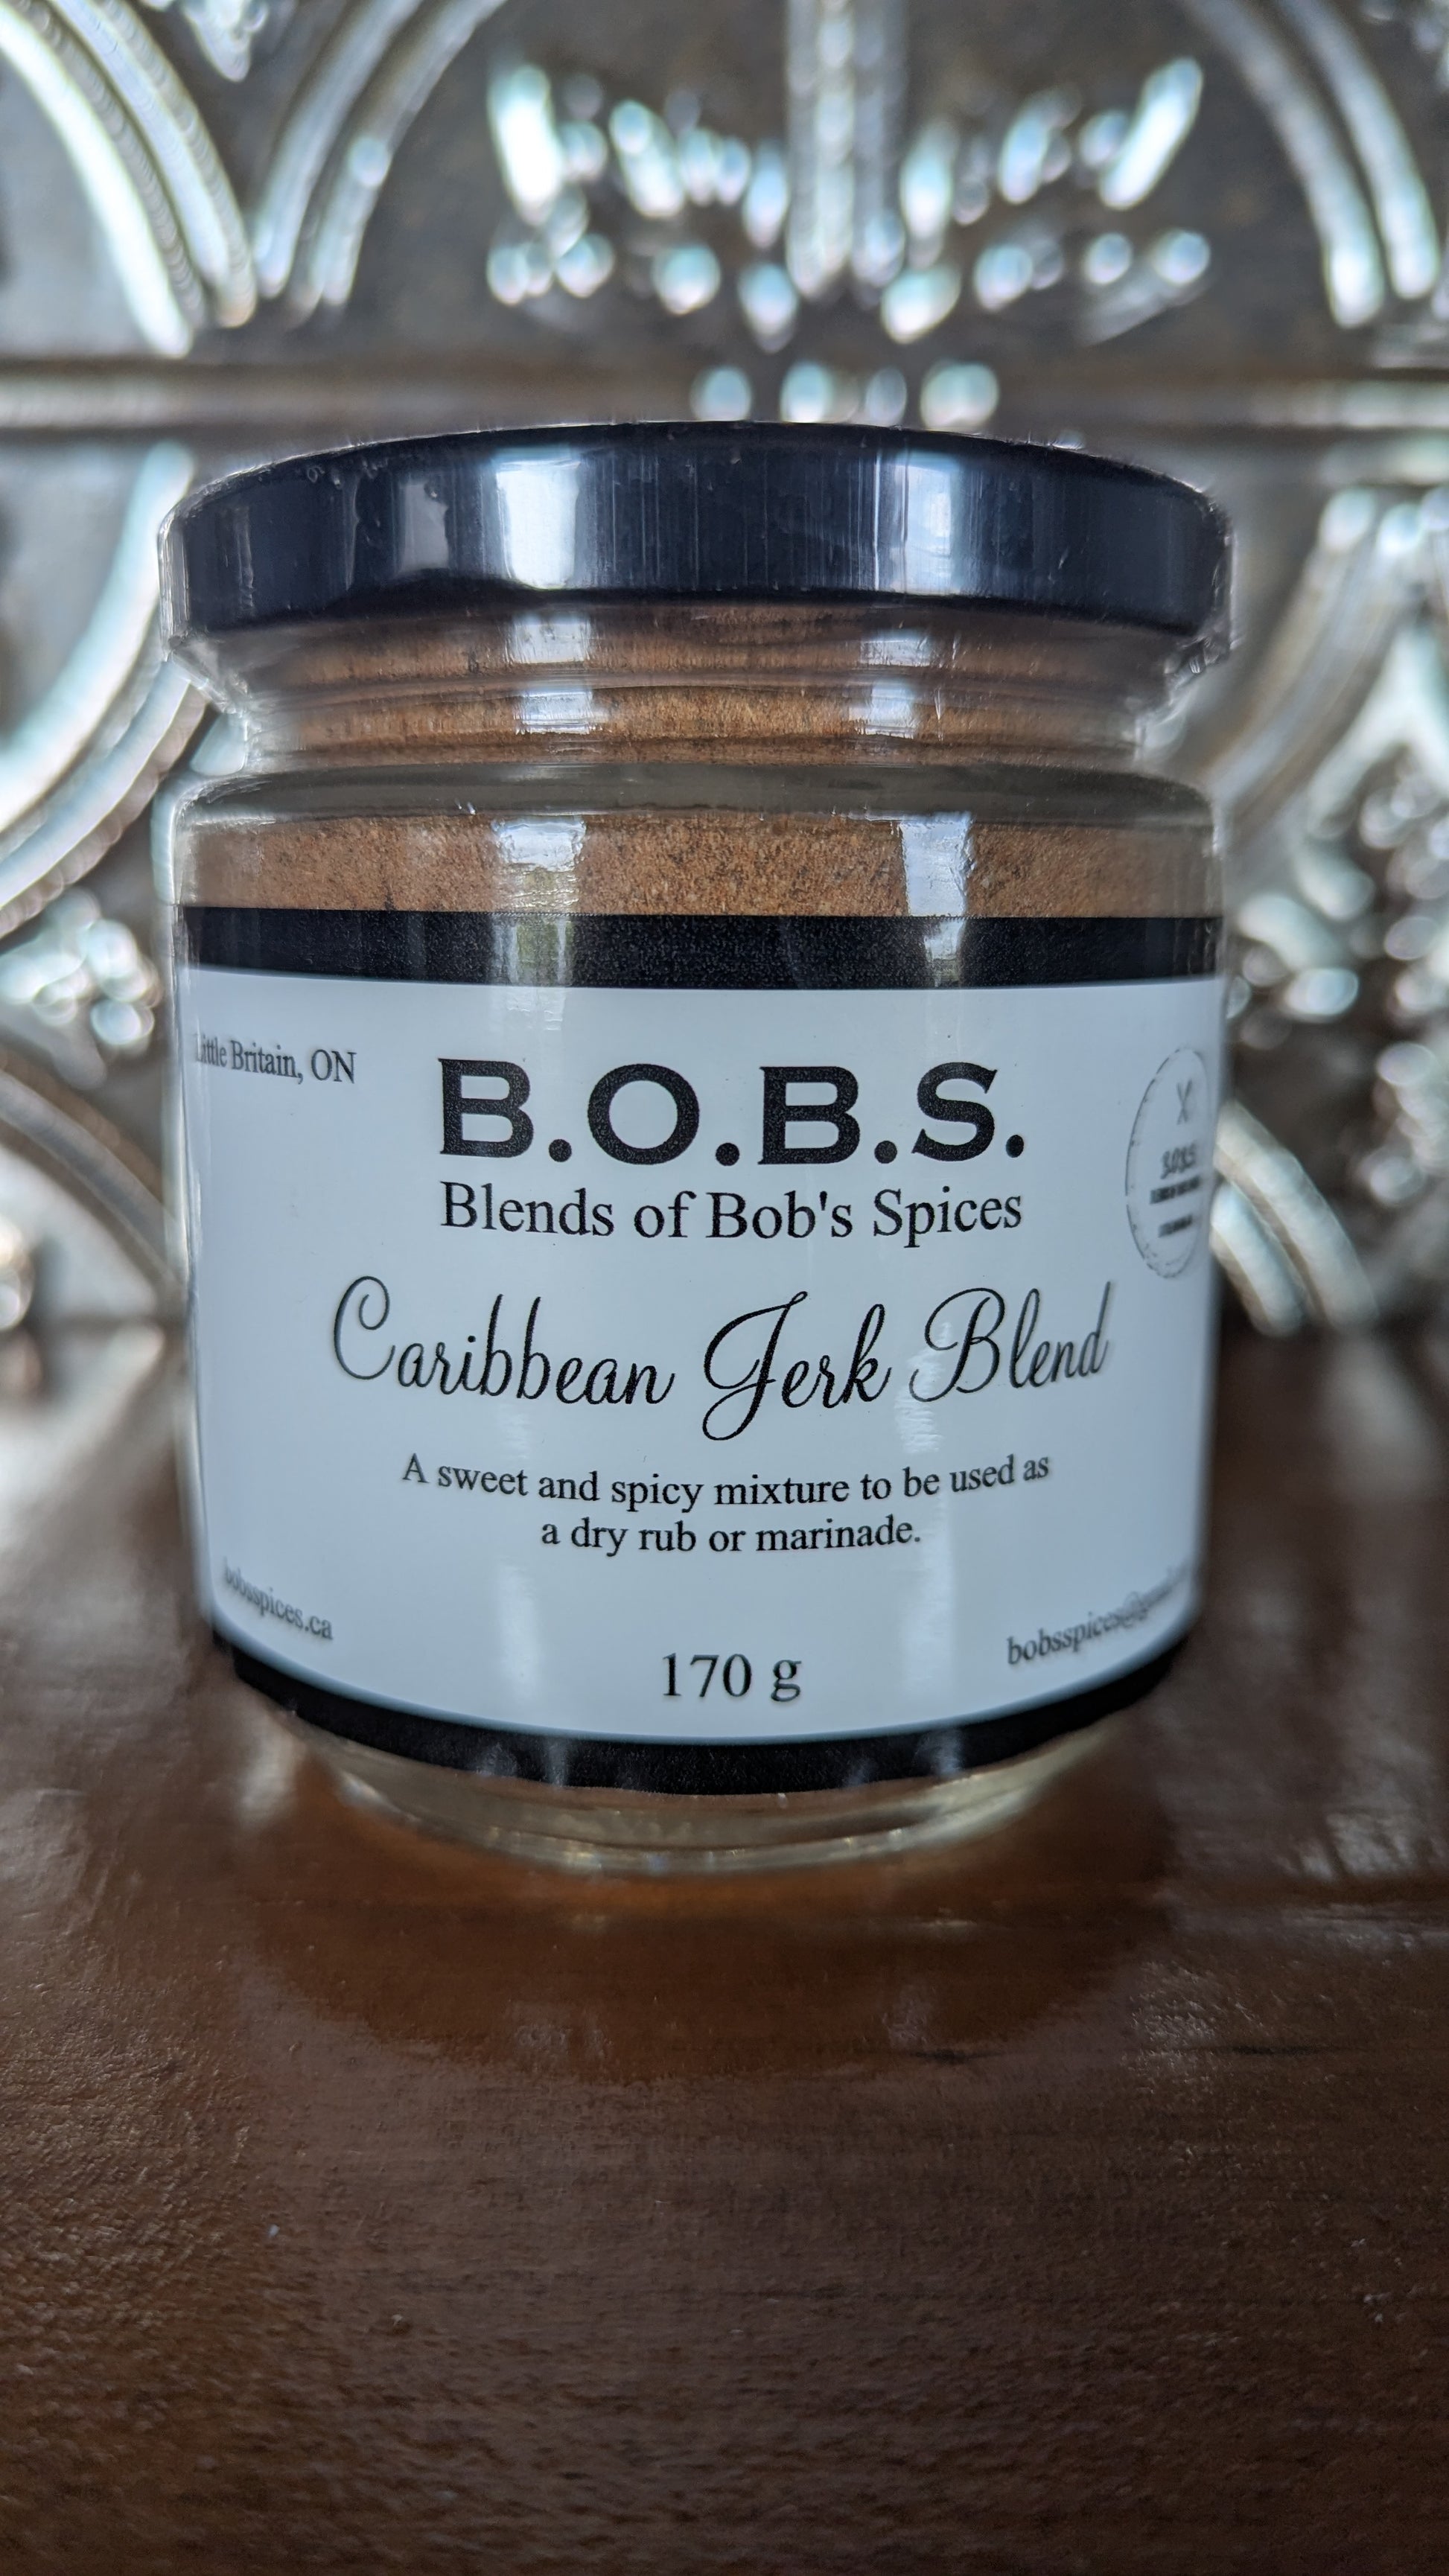 Little Britain, ON
B.O.B.S.
Blends of Bob's Spices
Caribbean Jerk Blend
A sweet and spicy mixture to be used as
a dry rub or marinade.
bobsspices.ca
170 g
B.O.B.S.